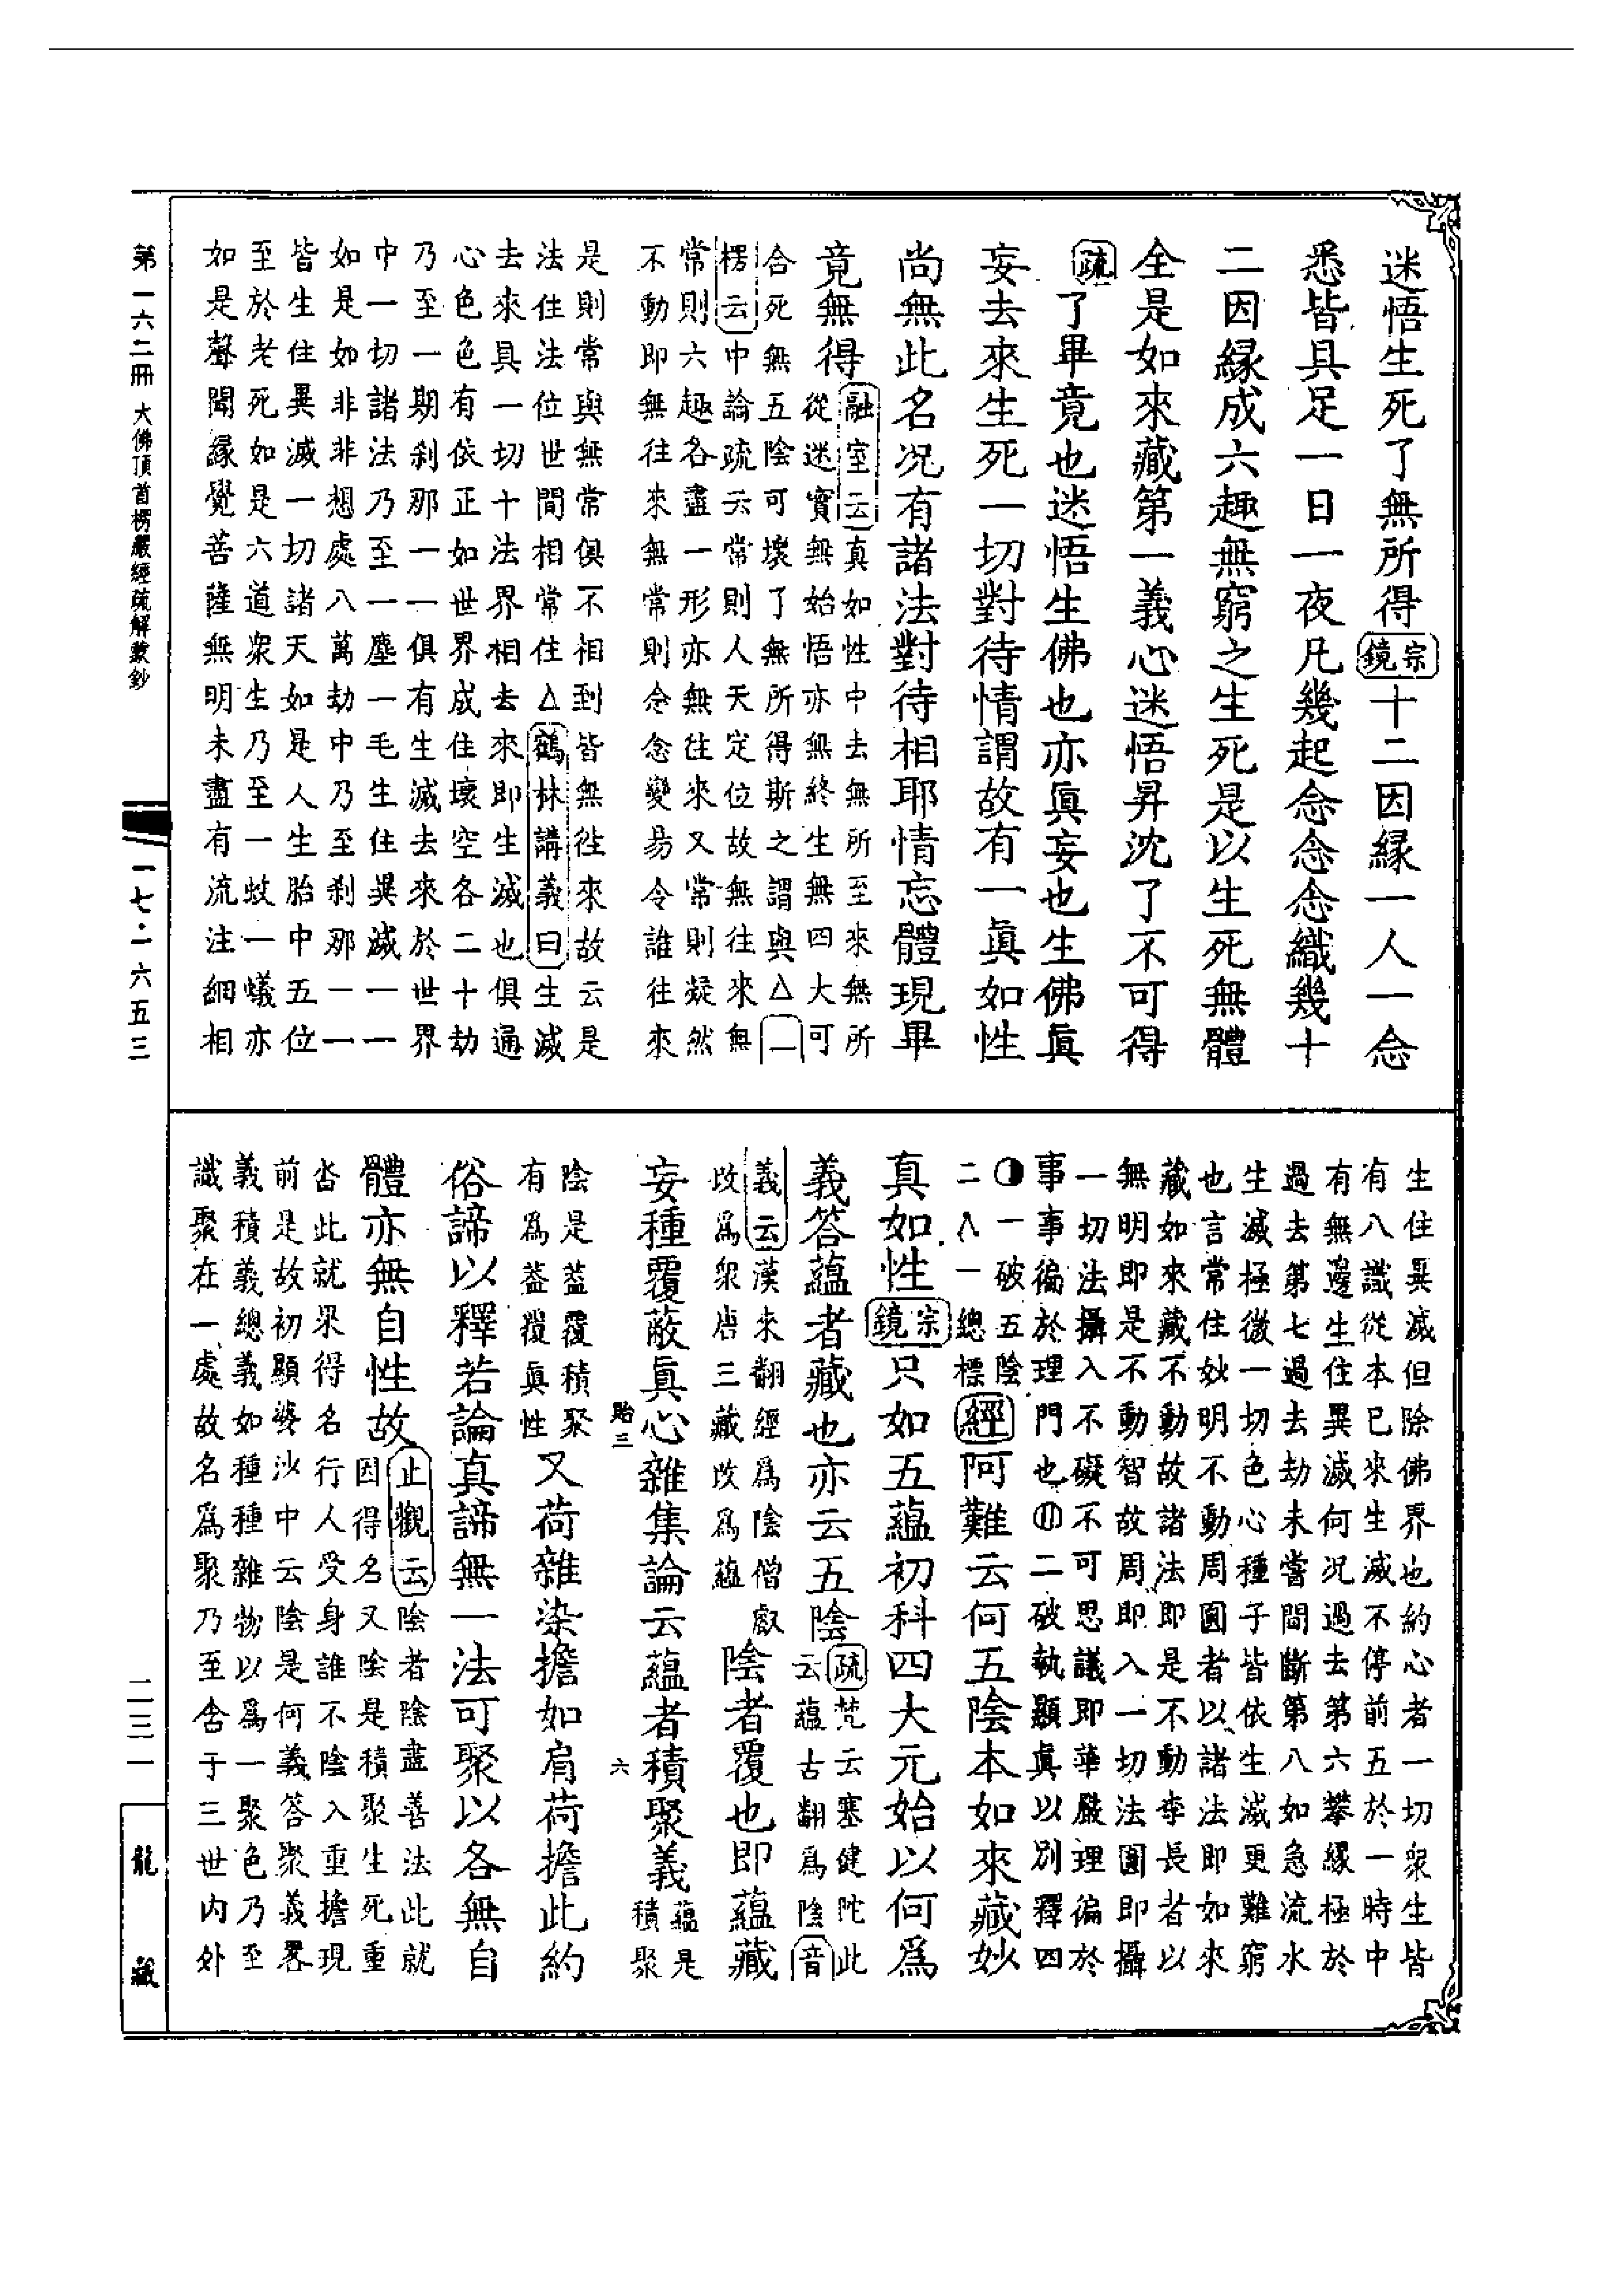 迷悟生死了無所得宗鏡十二因緣一人一念
悉皆具足一日一夜凡幾起念念念織幾十
二因緣成六趣無窮之生死是以生死無體
全是如來藏第一義心迷悟昇沈了不可得
疏了畢竟也迷悟生佛也亦眞妄也生佛眞
妄去來生死一切對待情謂故有一眞如性
尚無此名况有諸法對待相耶情忘體現畢
竟無得融室云真如性中去無所至來無所
從迷實無始悟亦無終生無四大可
合死無五陰可壞了無所得斯之謂與△一
楞云中論疏云常則人天定位故無往來無
常則六趣各盡一形亦無往來又常則凝然
不動即無往來無常則念念變易令誰往來
是則常與無常俱不相到皆無往來故云是
法住法位世間相常住△鶴林講義曰生滅
去來具一切十法界相去來即生滅也俱通
心色色有依正如世界成住壞空各二十劫
乃至一期刹那一一俱有生滅去來於世界
中一切諸法乃至一塵一毛生住異滅一一
如是如非非想處八萬劫中乃至刹那一一
皆生住異滅一切諸天如是人生胎中五位
至於老死如是六道衆生乃至一蚊一蟻亦
如是聲聞緣覺菩薩無明未盡有流注細相
生住異滅但除佛界也約心者一切衆生皆
有八識從本已來生滅不停前五於一時中
有無邊生住異滅何况過去第六攀緣極於
過去第七過去劫未嘗間斷第八如急流水
生滅極微一切色心種子皆依生滅更難窮
也言常住妙明不動周圓者以諸法即如來
藏如來藏不動故諸法即是不動李長者以
無明即是不動智故周即入一切法圓即攝
一切法攝入不礙不可思議即華嚴理徧於
事事徧於理門也二破執顯眞以別釋四
一破五陰
二八一總標經阿難云何五陰本如來藏妙
真如性宗鏡只如五蘊初科四大元始以何爲
義答蘊者藏也亦云五陰疏梵云塞健陀此
云蘊古翻爲陰音
義云漢來翻經爲陰僧叡
改爲衆唐三藏改爲蘊陰者覆也即蘊藏
妄種覆蔽眞心雜集論云蘊者積聚義蘊是
積聚
陰是葢覆積聚
有爲葢覆眞性又荷雜染擔如肩荷擔此約
俗諦以釋若論真諦無一法可聚以各無自
體亦無自性故止觀云陰者陰葢善法此就
因得名又陰是積聚生死重
沓此就果得名行人受身誰不陰入重擔現
前是故初顯婆沙中云陰是何義答聚義畧
義積義總義如種種雜物以爲一聚色乃至
識聚在一處故名爲聚乃至含于三世内外
第一六二冊 大佛頂首楞嚴經疏解蒙鈔
一七·一六五三
二三一
龍藏
貽三
六